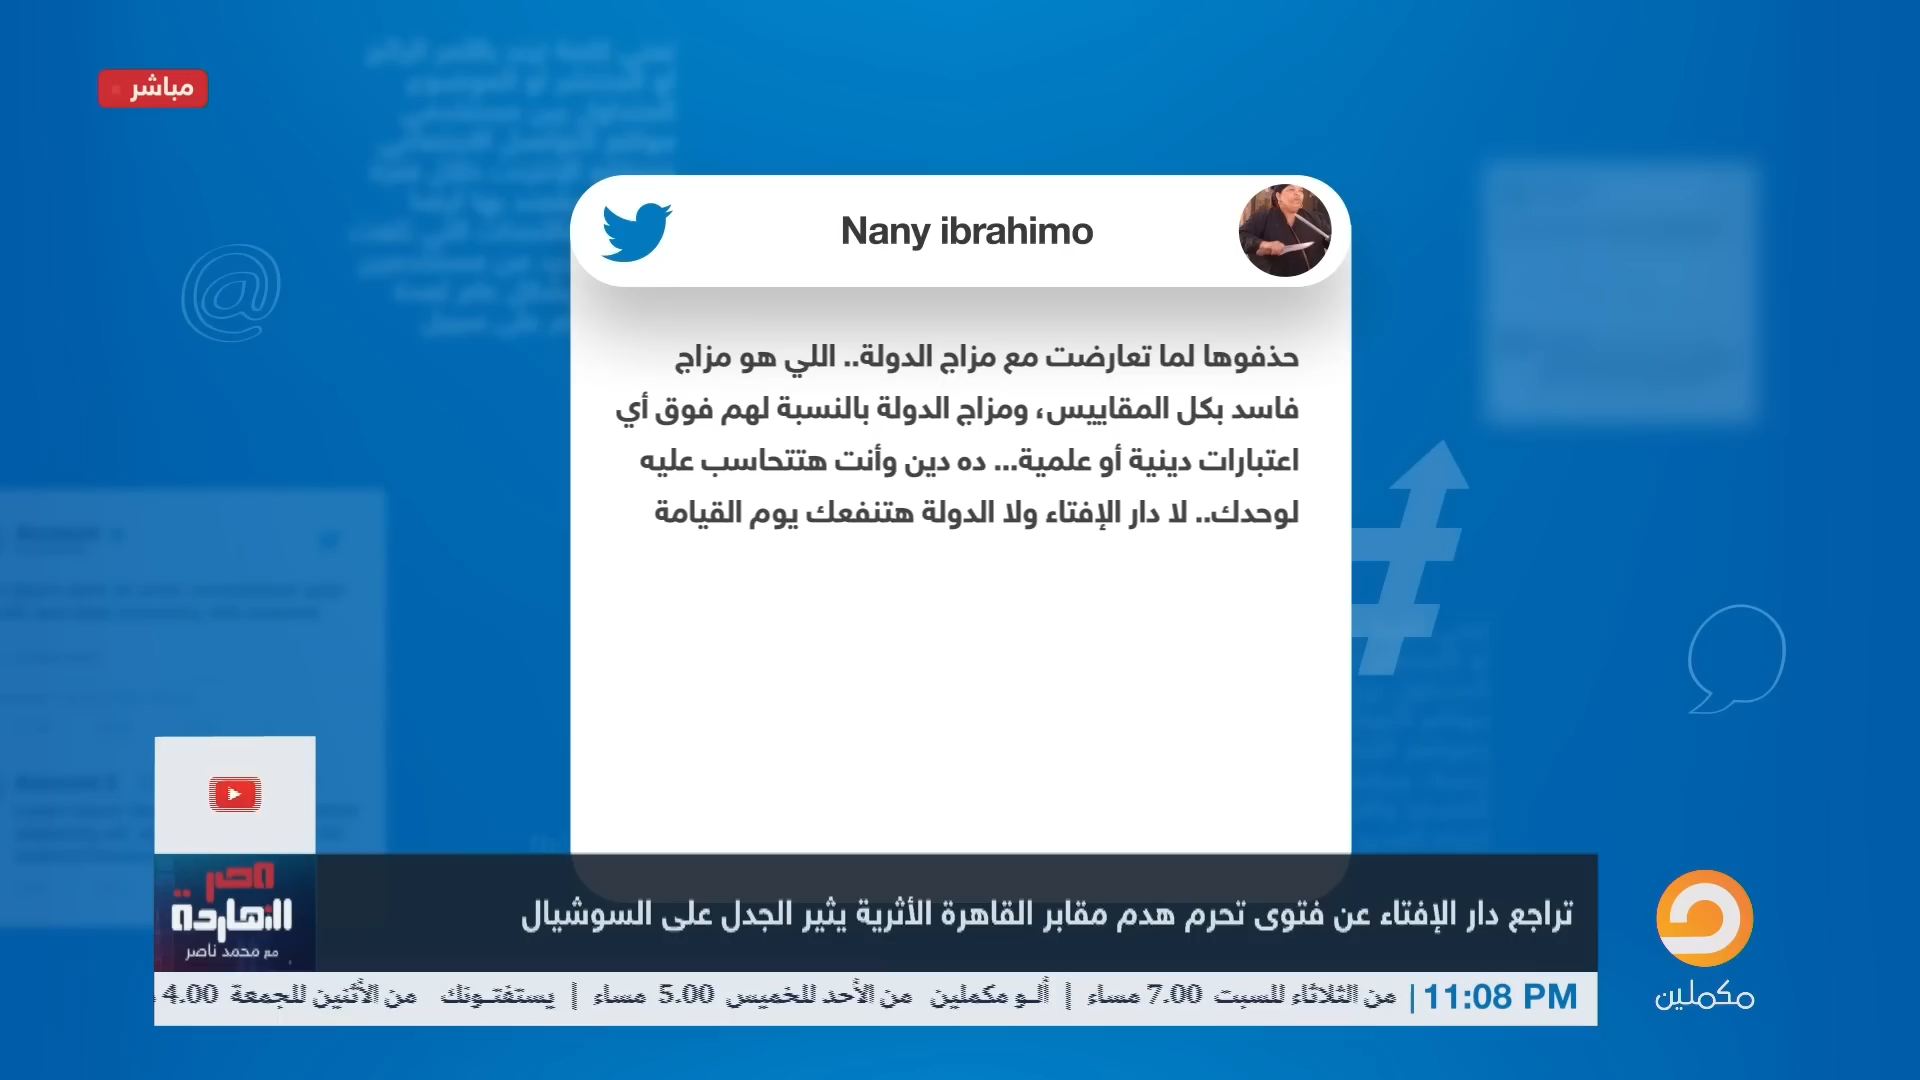 مباشر
Nany ibrahimo
حذفوها لما تعارضت مع مزاج الدولة.. اللي هو مزاج
فاسد بكل المقاييس، ومزاج الدولة بالنسبة لهم فوق أي
اعتبارات دينية أو علمية... ده دين وأنت هتتحاسب عليه
لوحدك.. لا دار الإفتاء ولا الدولة هتنفعك يوم القيامة
مصر
النهاردة
مع محمد ناصر
تراجع دار الإفتاء عن فتوى تحرم هدم مقابر القاهرة الأثرية يثير الجدل على السوشيال
11:08 PM | من الثلاثاء للسبت 7.00 مساء | ألـو مكملين من الأحد للخميس 5.00 مساء | يستفتـونك من الأثنين للجمعة 4.00
مكملين